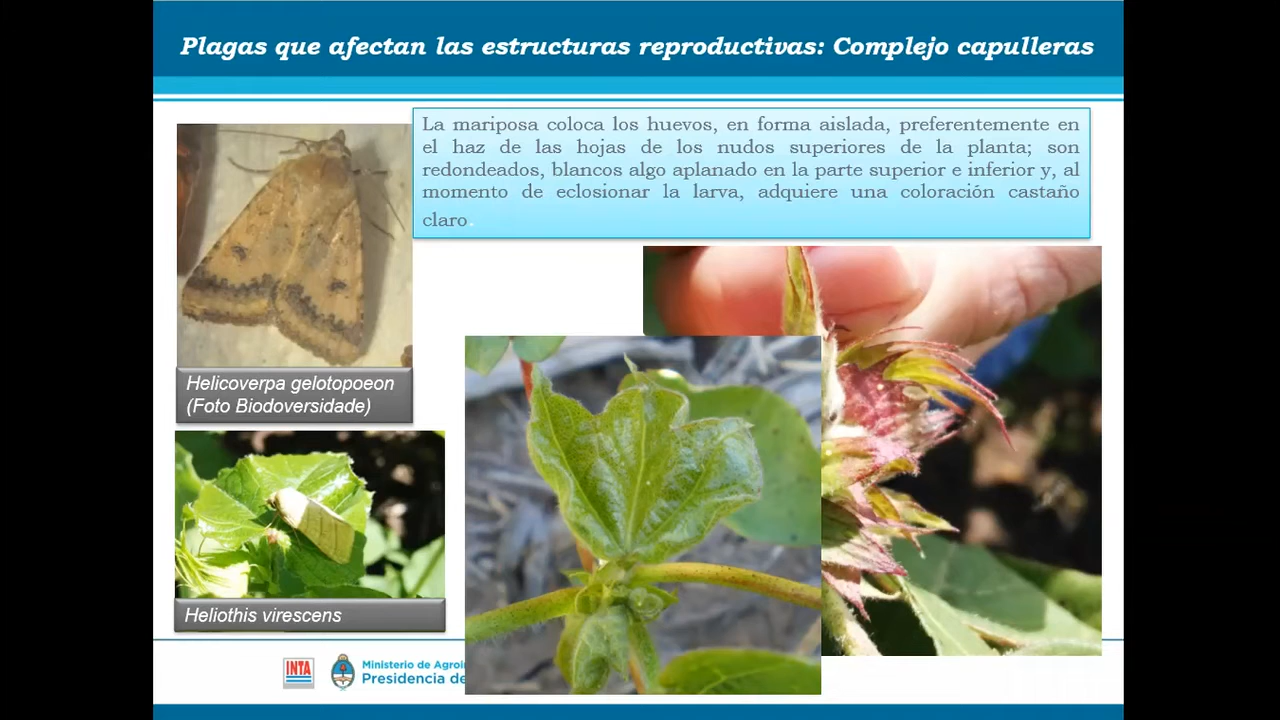 Plagas que afectan las estructuras reproductivas: Complejo capulleras
La mariposa coloca los huevos, en forma aislada, preferentemente en
el haz de las hojas de los nudos superiores de la planta; son
redondeados, blancos algo aplanado en la parte superior e inferior y, al
momento de eclosionar la larva, adquiere una coloración castaño
claro.
Helicoverpa gelotopoeon
(Foto Biodoversidade)
Heliothis virescens
INTA
Ministerio de Agroin
Presidencia de